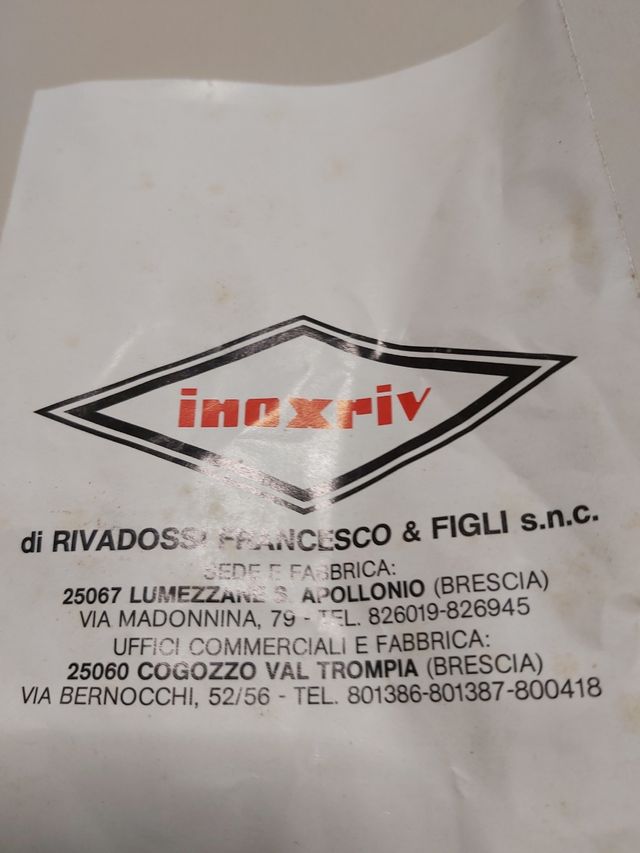 inoxriv
di RIVADOSSI FRANCESCO & FIGLI s.n.c.
SEDE E FABBRICA:
25067 LUMEZZANE S. APOLLONIO (BRESCIA)
VIA MADONNINA, 79 - TEL. 826019-826945
UFFICI COMMERCIALI E FABBRICA:
25060 COGOZZO VAL TROMPIA (BRESCIA)
VIA BERNOCCHI, 52/56 - TEL. 801386-801387-800418